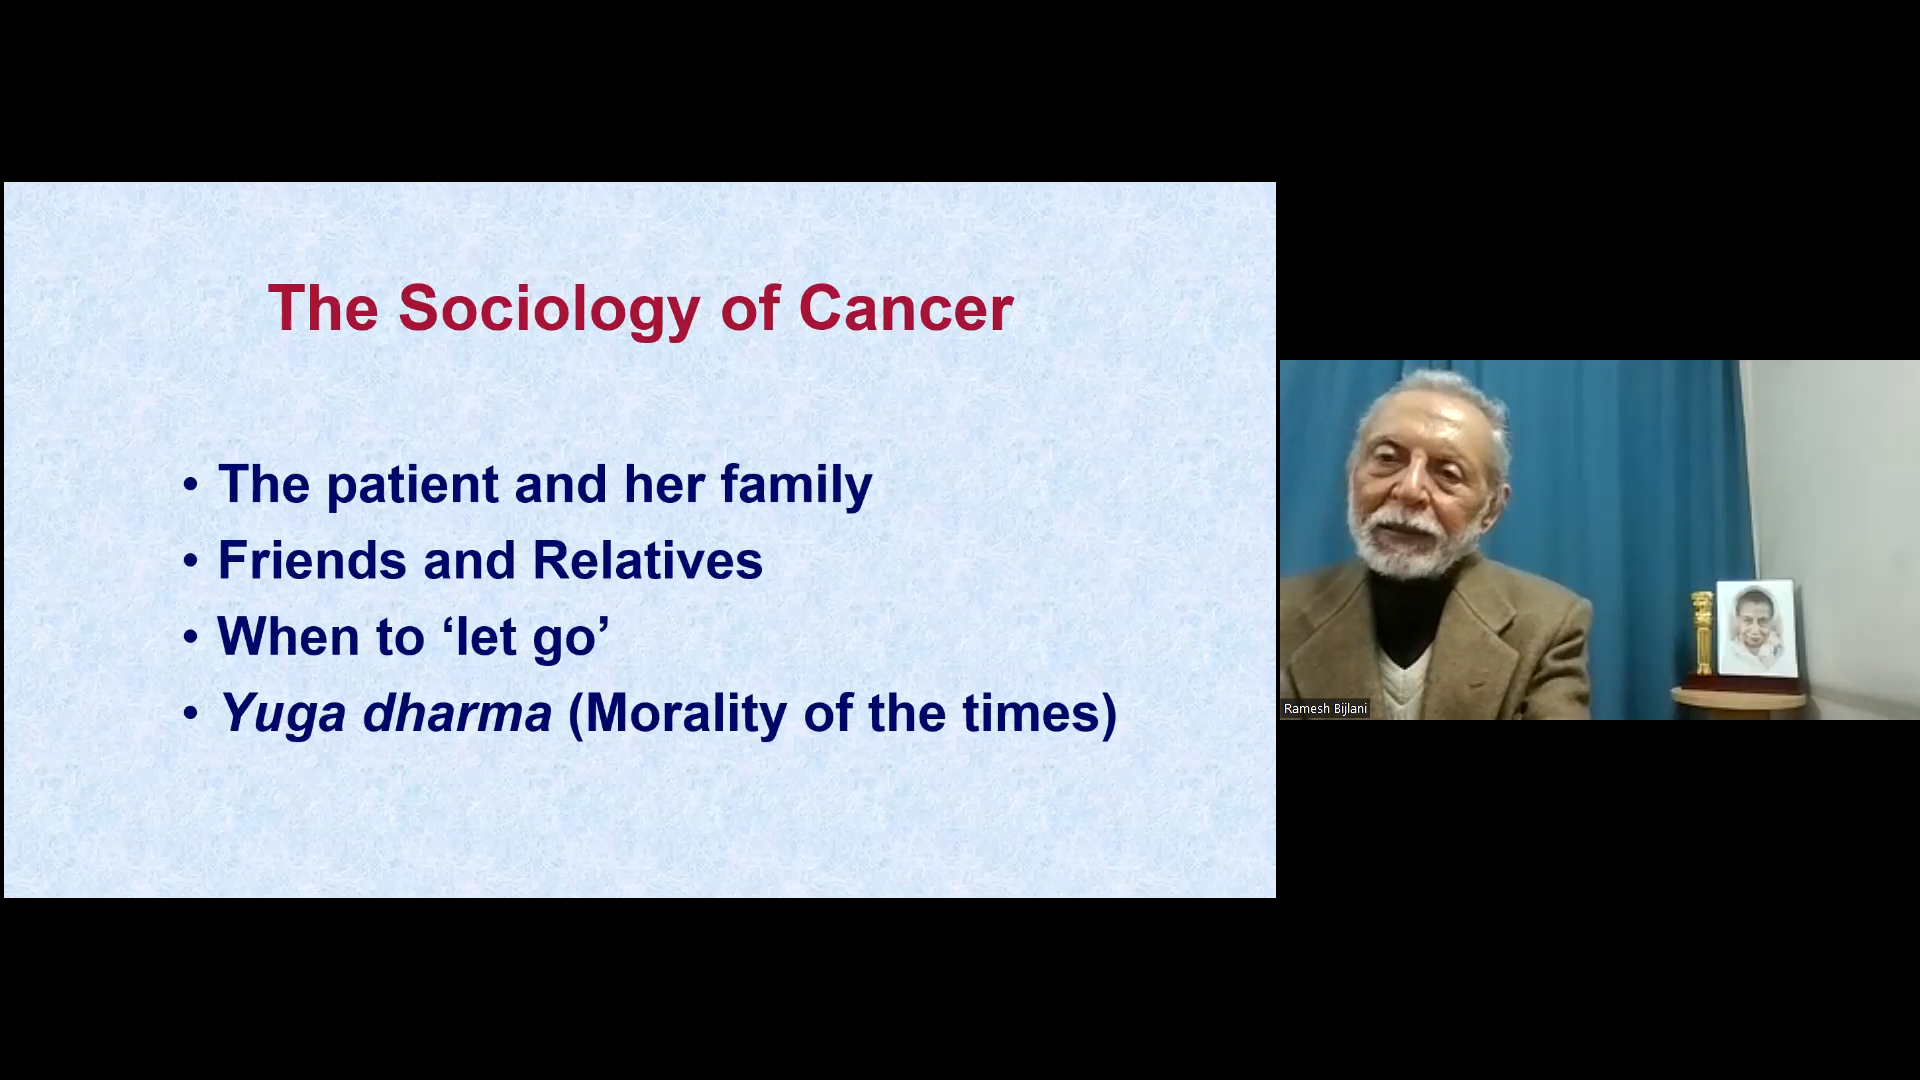 The Sociology of Cancer
• The patient and her family
• Friends and Relatives
• When to ‘let go’
• Yuga dharma (Morality of the times)
Ramesh Bijlani